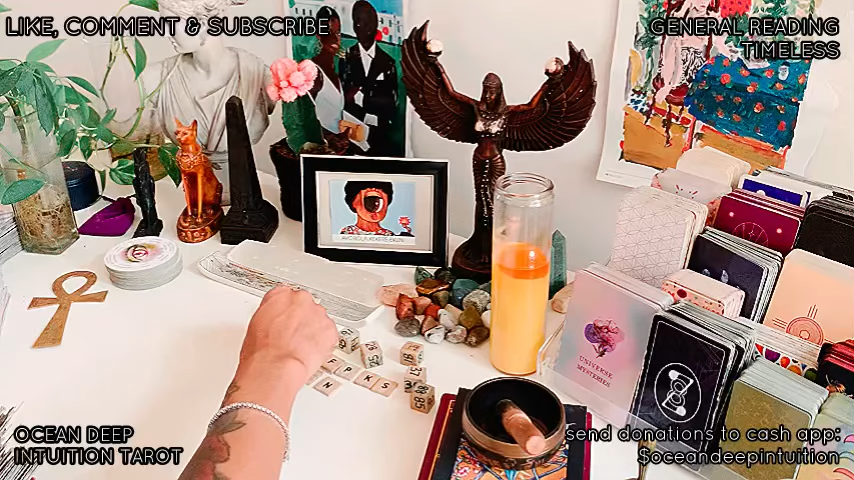 LIKE, COMMENT & SUBSCRIBE
GENERAL READING
TIMELESS
UNIVERSE
MYSTERIES
P
K
S
N
OCEAN DEEP
INTUITION TAROT
send donations to cash app:
$oceandeepintuition